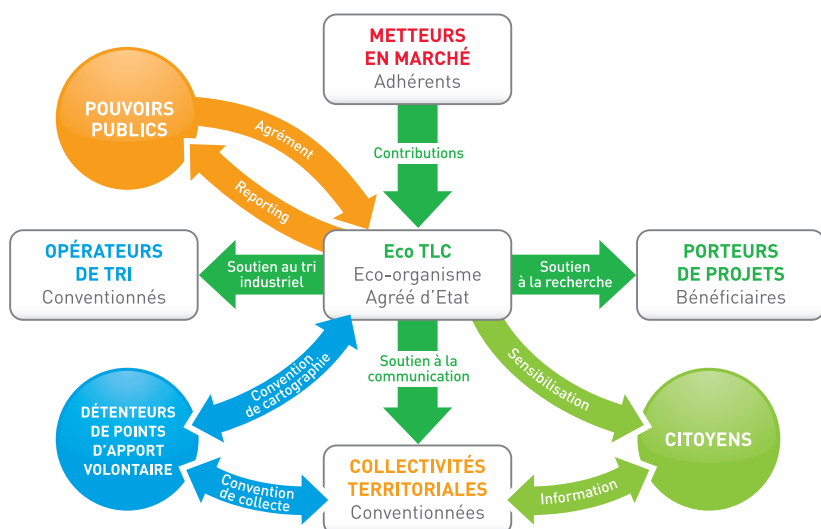 METTEURS
EN MARCHÉ
Adhérents
POUVOIRS
PUBLICS
Agrément
Reporting
Contributions
OPÉRATEURS
DE TRI
Conventionnés
Soutien au tri
industriel
Eco TLC
Eco-organisme
Agréé d'Etat
Soutien
à la recherche
PORTEURS
DE PROJETS
Bénéficiaires
Convention
de cartographie
Soutien à la
communication
Sensibilisation
DÉTENTEURS
DE POINTS
D'APPORT
VOLONTAIRE
CITOYENS
Convention
de collecte
COLLECTIVITÉS
TERRITORIALES
Conventionnées
Information